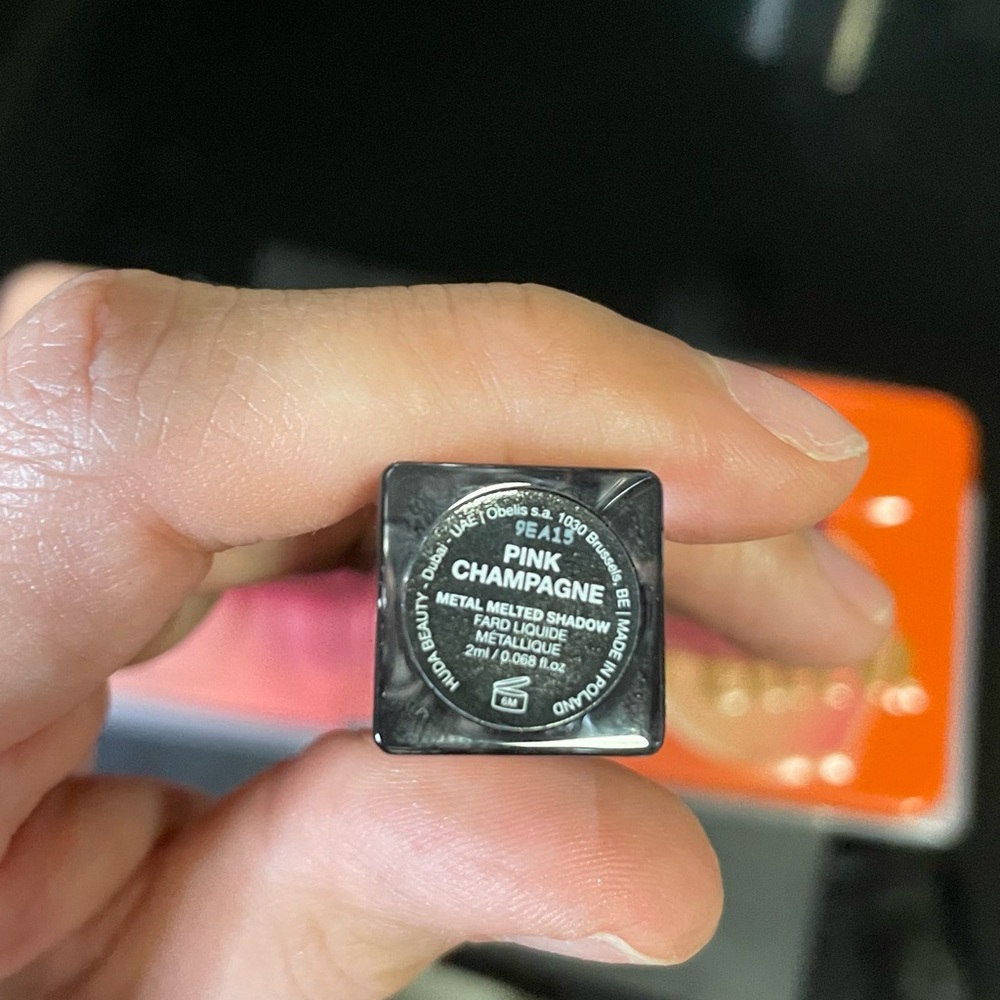 HUDA BEAUTY - Dubai - UAE | Obelis s.a. 1030 Brussels, BE | MADE IN POLAND
9EA15
PINK
CHAMPAGNE
METAL MELTED SHADOW
FARD LIQUIDE
MÉTALLIQUE
2ml / 0.068 fl.oz
6M